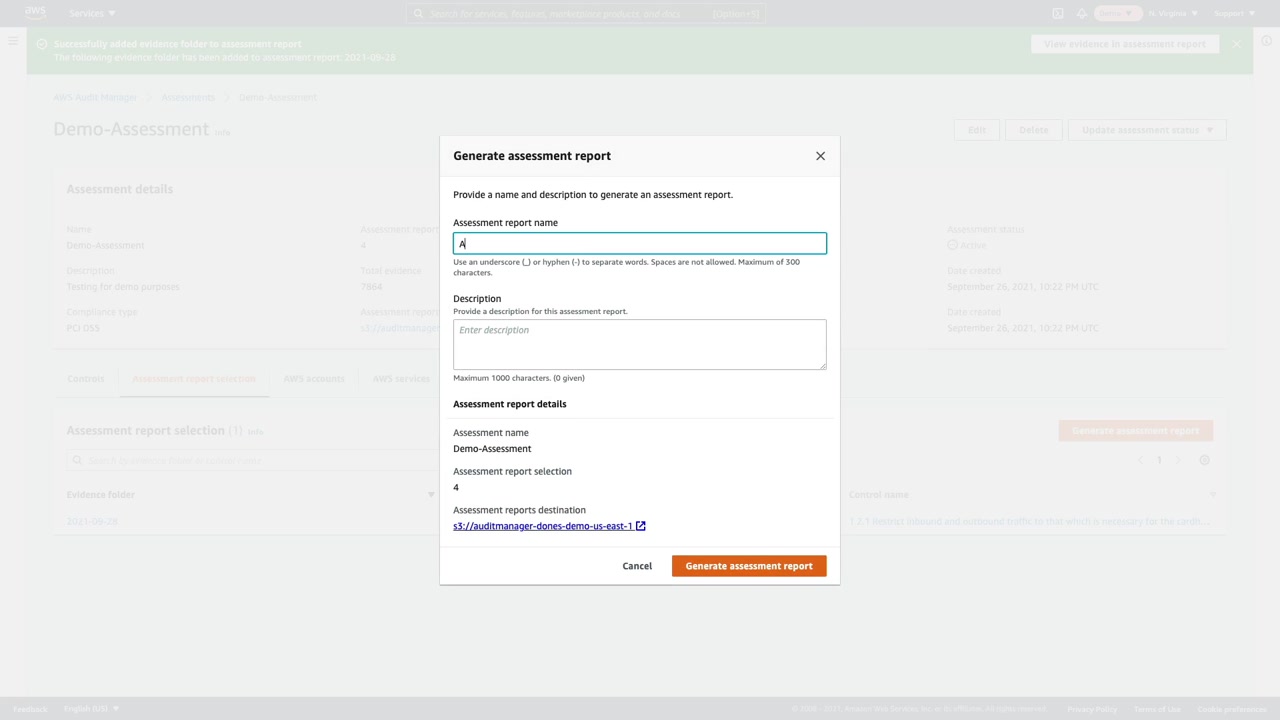 aws
Services
Search for services, features, marketplace products, and docs
[Option+S]
N. Virginia
Support
Successfully added evidence folder to assessment report
The following evidence folder has been added to assessment report: 2021-09-28
View evidence in assessment report
AWS Audit Manager
Assessments
Demo-Assessment
Demo-Assessment
Info
Edit
Delete
Update assessment status
Assessment details
Name
Demo-Assessment
Description
Testing for demo purposes
Compliance type
PCI DSS
Assessment report
4
Total evidence
7864
Assessment report
s3://auditmanager
Assessment status
Active
Date created
September 26, 2021, 10:22 PM UTC
Date created
September 26, 2021, 10:22 PM UTC
Controls
Assessment report selection
AWS accounts
AWS services
Assessment report selection (1)
Info
Generate assessment report
Search by evidence folder or control name
1
Evidence folder
Control name
2021-09-28
1.2.1 Restrict inbound and outbound traffic to that which is necessary for the cardh...
Generate assessment report
Provide a name and description to generate an assessment report.
Assessment report name
A
Use an underscore (_) or hyphen (-) to separate words. Spaces are not allowed. Maximum of 300
characters.
Description
Provide a description for this assessment report.
Enter description
Maximum 1000 characters. (0 given)
Assessment report details
Assessment name
Demo-Assessment
Assessment report selection
4
Assessment reports destination
s3://auditmanager-dones-demo-us-east-1
Cancel
Generate assessment report
Feedback
English (US)
© 2008 - 2021, Amazon Web Services, Inc. or its affiliates. All rights reserved.
Privacy Policy
Terms of Use
Cookie preferences